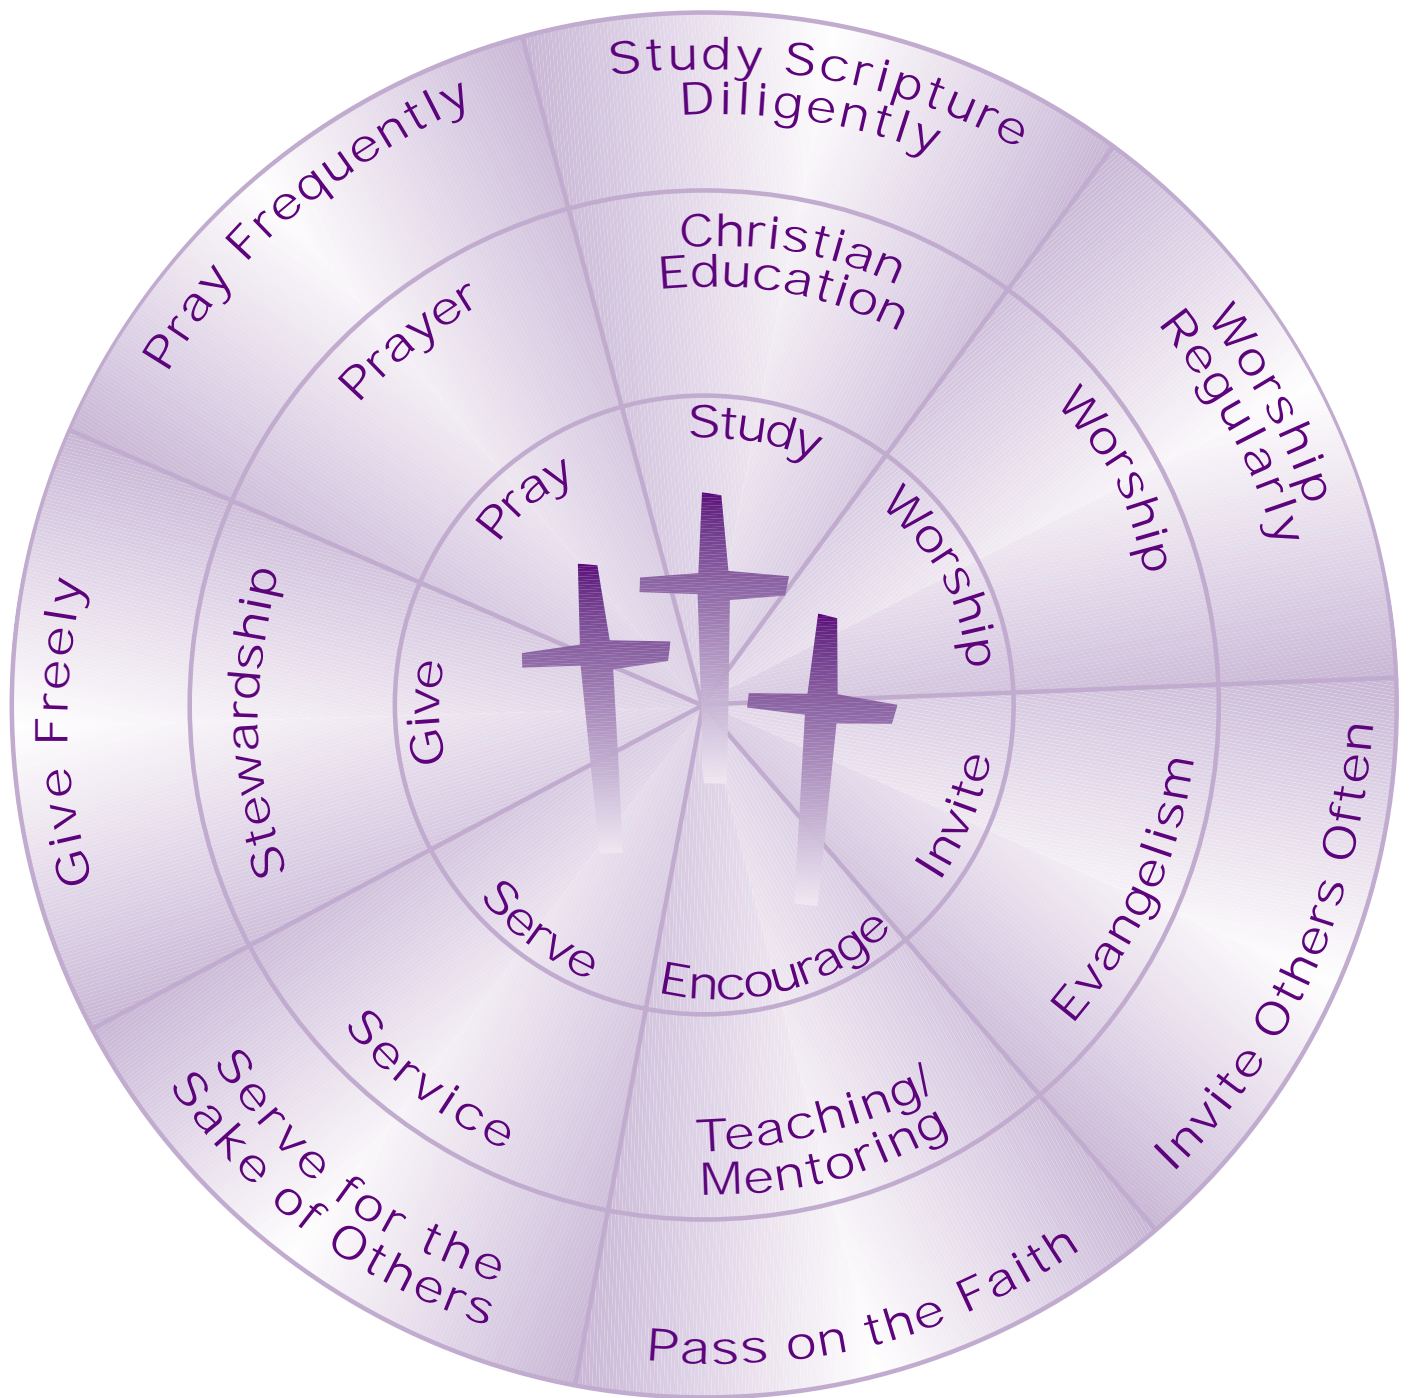 Study Scripture
Diligently
Christian
Education
Study
Worship
Regularly
Worship
Worship
Invite Others Often
Evangelism
Invite
Pass on the Faith
Teaching/
Mentoring
Encourage
Serve for the
Sake of Others
Service
Serve
Give Freely
Stewardship
Give
Pray Frequently
Prayer
Pray